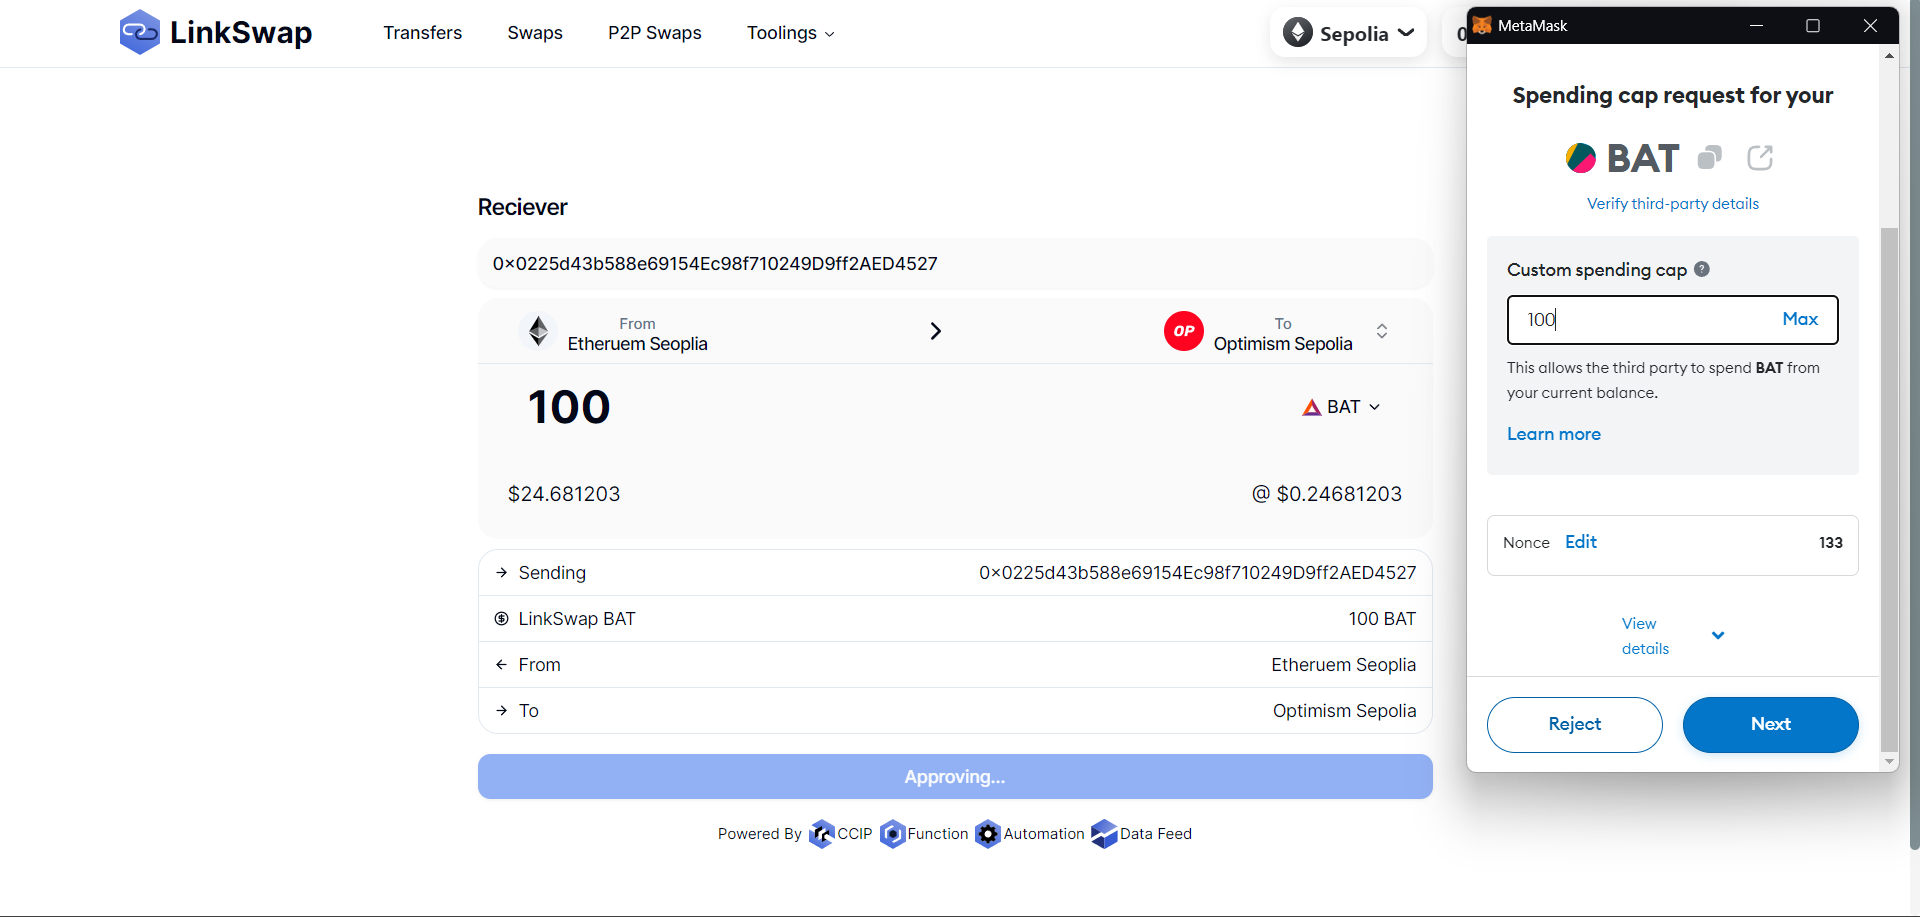 LinkSwap
Transfers
Swaps
P2P Swaps
Toolings
Sepolia
0
MetaMask
Spending cap request for your
BAT
Verify third-party details
Custom spending cap ?
100
Max
This allows the third party to spend BAT from
your current balance.
Learn more
Nonce Edit 133
View
details
Reject
Next
Reciever
0x0225d43b588e69154Ec98f710249D9ff2AED4527
From
Etheruem Seoplia
OP
To
Optimism Sepolia
100
BAT
$24.681203
@ $0.24681203
Sending 0x0225d43b588e69154Ec98f710249D9ff2AED4527
LinkSwap BAT 100 BAT
From Etheruem Seoplia
To Optimism Sepolia
Approving...
Powered By CCIP Function Automation Data Feed